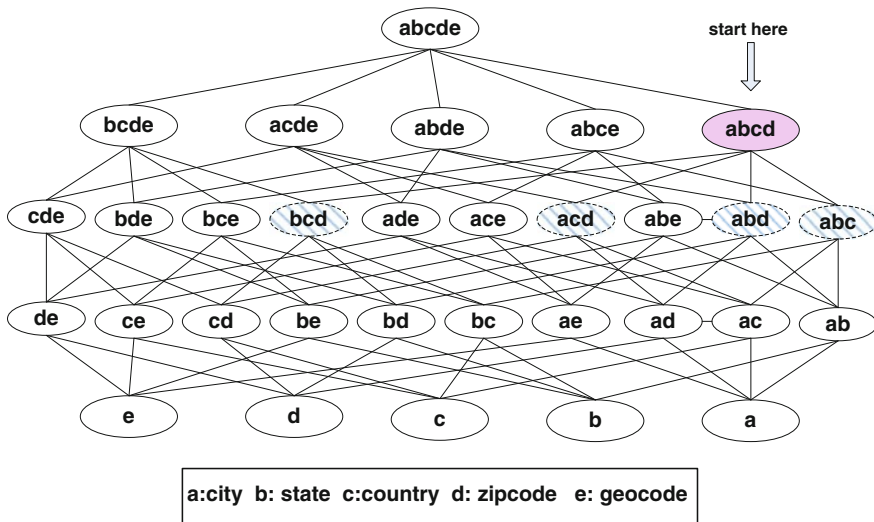 abcde
start here
bcde acde abde abce abcd
cde bde bce bcd ade ace acd abe abd abc
de ce cd be bd bc ae ad ac ab
e d c b a
a:city b: state c:country d: zipcode e: geocode